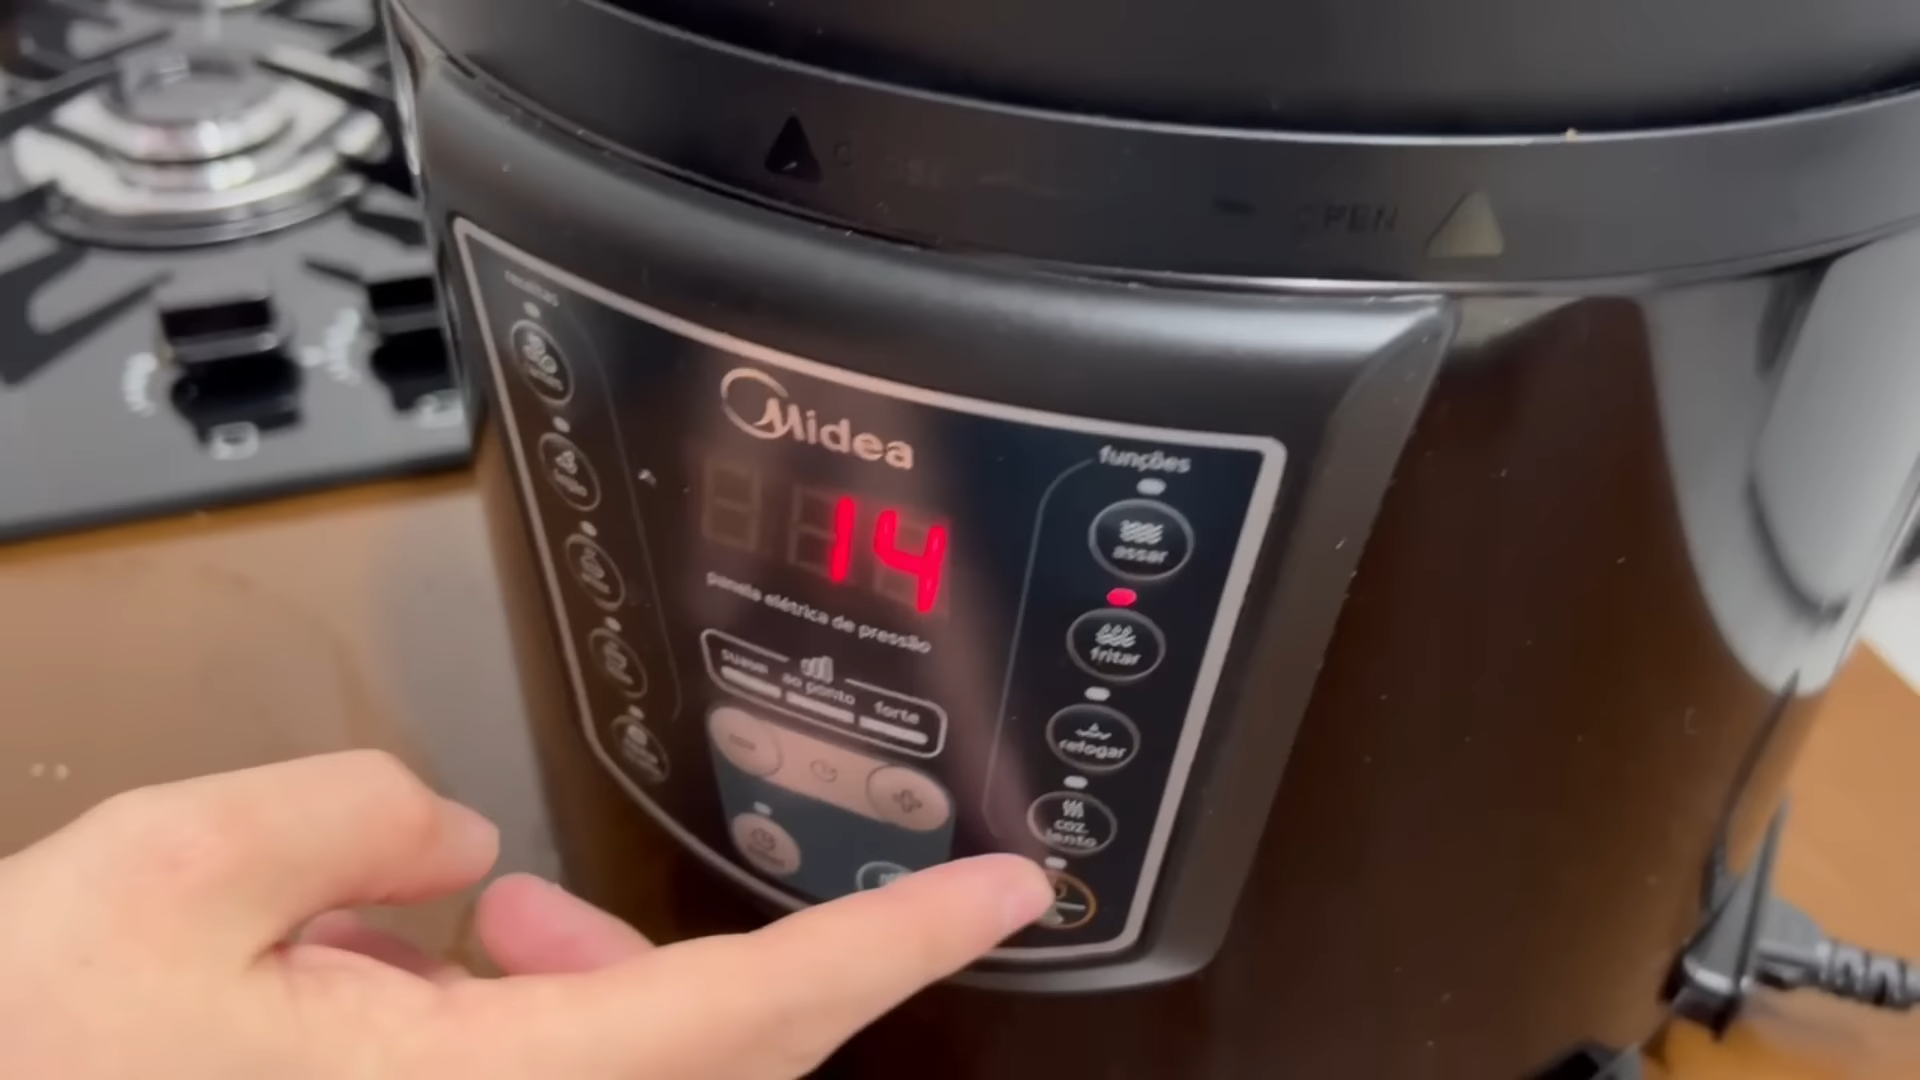 OPEN
Midea
14
panela elétrica de pressão
suave
ao ponto
forte
funções
assar
fritar
refogar
coz.
lento